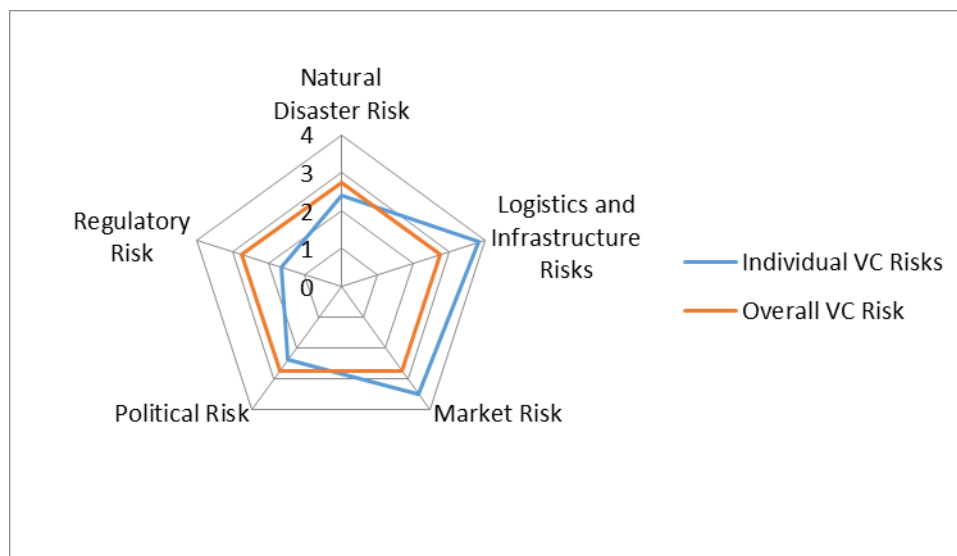 Natural
Disaster Risk
4
3
2
1
0
Logistics and
Infrastructure
Risks
Market Risk
Political Risk
Regulatory
Risk
Individual VC Risks
Overall VC Risk